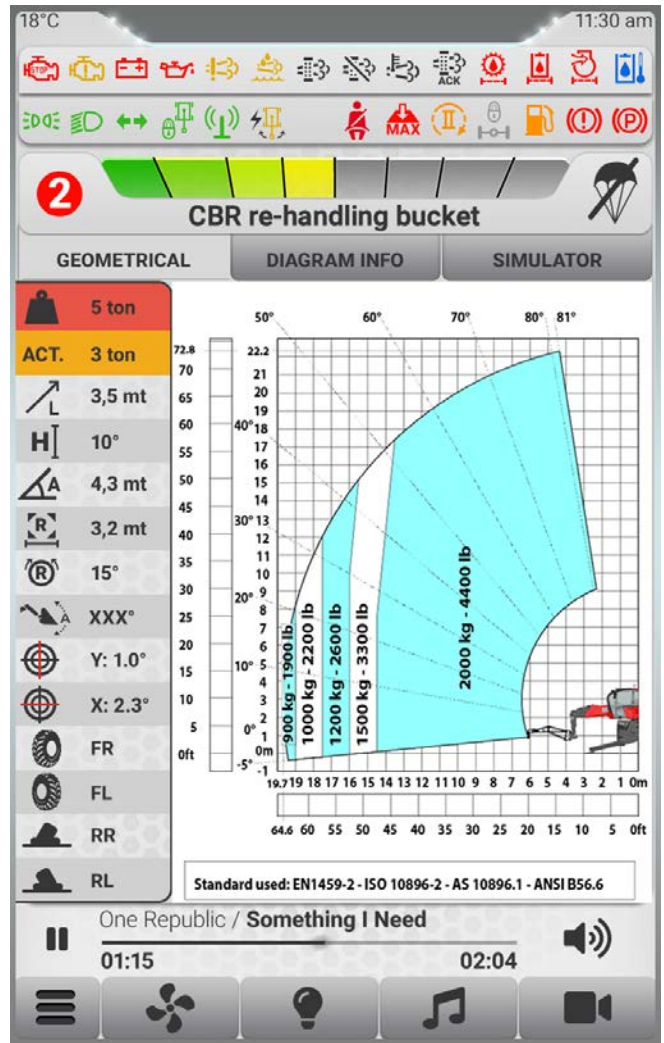 18°C 11:30 am
STOP
ACK
MAX
II
P
2
CBR re-handling bucket
GEOMETRICAL DIAGRAM INFO SIMULATOR
5 ton
ACT. 3 ton
L 3,5 mt
H 10°
A 4,3 mt
R 3,2 mt
R 15°
A XXX°
Y: 1.0°
X: 2.3°
FR
FL
RR
RL
50° 60° 70° 80° 81°
40°
30°
20°
10°
0°
-5°
72.8
70
65
60
55
50
45
40
35
30
25
20
15
10
5
0ft
22.2
21
20
19
18
17
16
15
14
13
12
11
10
9
8
7
6
5
4
3
2
1
0m
-1
900 kg - 1900 lb
1000 kg - 2200 lb
1200 kg - 2600 lb
1500 kg - 3300 lb
2000 kg - 4400 lb
19.7 19 18 17 16 15 14 13 12 11 10 9 8 7 6 5 4 3 2 1 0m
64.6 60 55 50 45 40 35 30 25 20 15 10 5 0ft
Standard used: EN1459-2 - ISO 10896-2 - AS 10896.1 - ANSI B56.6
One Republic / Something I Need
01:15 02:04